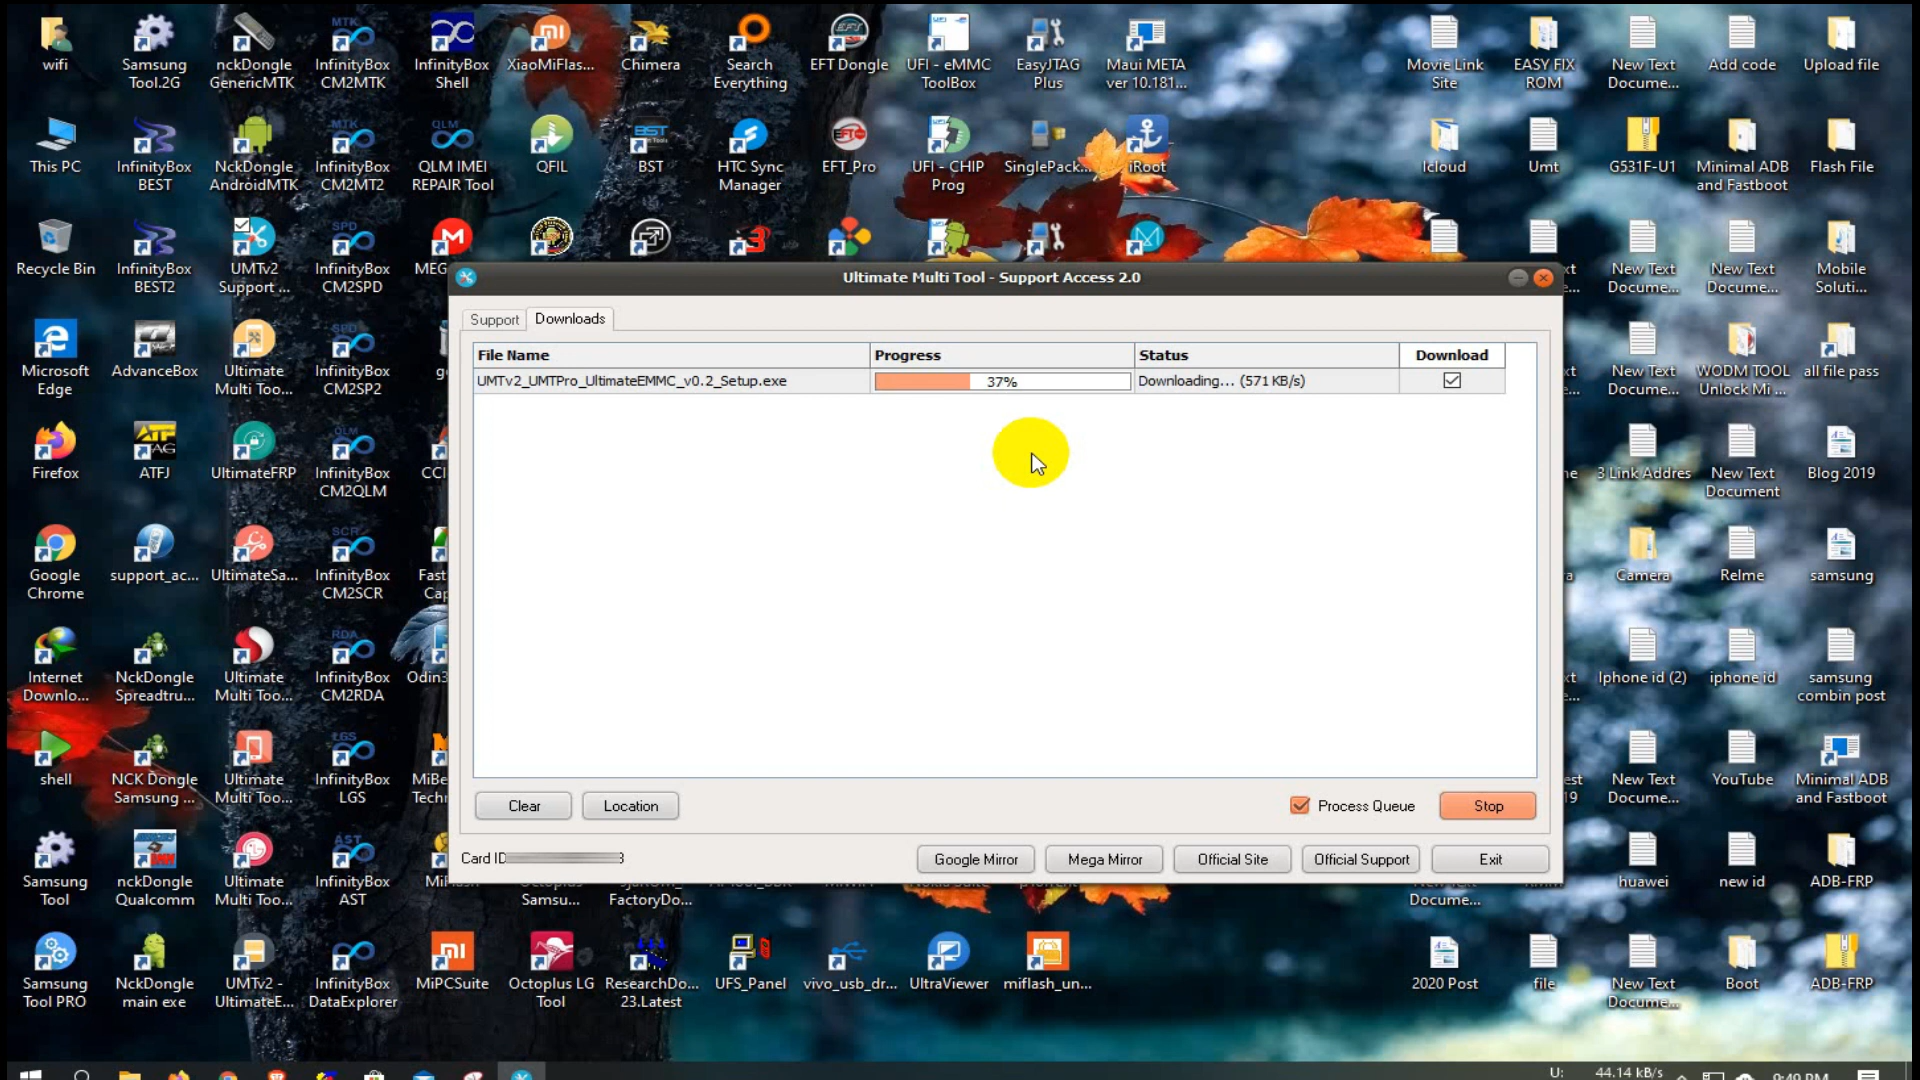 wifi
Samsung
Tool.2G
nckDongle
GenericMTK
InfinityBox
CM2MTK
InfinityBox
Shell
XiaoMiFlas...
Chimera
Search
Everything
EFT Dongle
UFI - eMMC
ToolBox
EasyJTAG
Plus
Maui META
ver 10.181...
Movie Link
Site
EASY FIX
ROM
New Text
Docume...
Add code
Upload file
This PC
InfinityBox
BEST
NckDongle
AndroidMTK
InfinityBox
CM2MT2
QLM IMEI
REPAIR Tool
QFIL
BST
HTC Sync
Manager
EFT_Pro
UFI - CHIP
Prog
SinglePack...
iRoot
Icloud
Umt
G531F-U1
Minimal ADB
and Fastboot
Flash File
Recycle Bin
InfinityBox
BEST2
UMTv2
Support ...
InfinityBox
CM2SPD
MEG
New Text
Docume...
New Text
Docume...
Mobile
Soluti...
Ultimate Multi Tool - Support Access 2.0
Support
Downloads
File Name
Progress
Status
Download
UMTv2_UMTPro_UltimateEMMC_v0.2_Setup.exe
37%
Downloading... (571 KB/s)
Clear
Location
Process Queue
Stop
Card ID
3
Google Mirror
Mega Mirror
Official Site
Official Support
Exit
Microsoft
Edge
AdvanceBox
Ultimate
Multi Too...
InfinityBox
CM2SP2
New Text
Docume...
WODM TOOL
Unlock Mi ...
all file pass
Firefox
ATFJ
UltimateFRP
InfinityBox
CM2QLM
3 Link Addres
New Text
Document
Blog 2019
Google
Chrome
support_ac...
UltimateSa...
InfinityBox
CM2SCR
Fast
Cap
Camera
Relme
samsung
Internet
Downlo...
NckDongle
Spreadtru...
Ultimate
Multi Too...
InfinityBox
CM2RDA
Odin3
Iphone id (2)
iphone id
samsung
combin post
shell
NCK Dongle
Samsung ...
Ultimate
Multi Too...
InfinityBox
LGS
MiBe
Techr
New Text
Docume...
YouTube
Minimal ADB
and Fastboot
Samsung
Tool
nckDongle
Qualcomm
Ultimate
Multi Too...
InfinityBox
AST
Samsu...
FactoryDo...
Docume...
huawei
new id
ADB-FRP
Samsung
Tool PRO
NckDongle
main exe
UMTv2 -
UltimateE...
InfinityBox
DataExplorer
MiPCSuite
Octoplus LG
Tool
ResearchDo...
23.Latest
UFS_Panel
vivo_usb_dr...
UltraViewer
miflash_un...
2020 Post
file
New Text
Docume...
Boot
ADB-FRP
U:
44.14 kB/s
9:49 PM